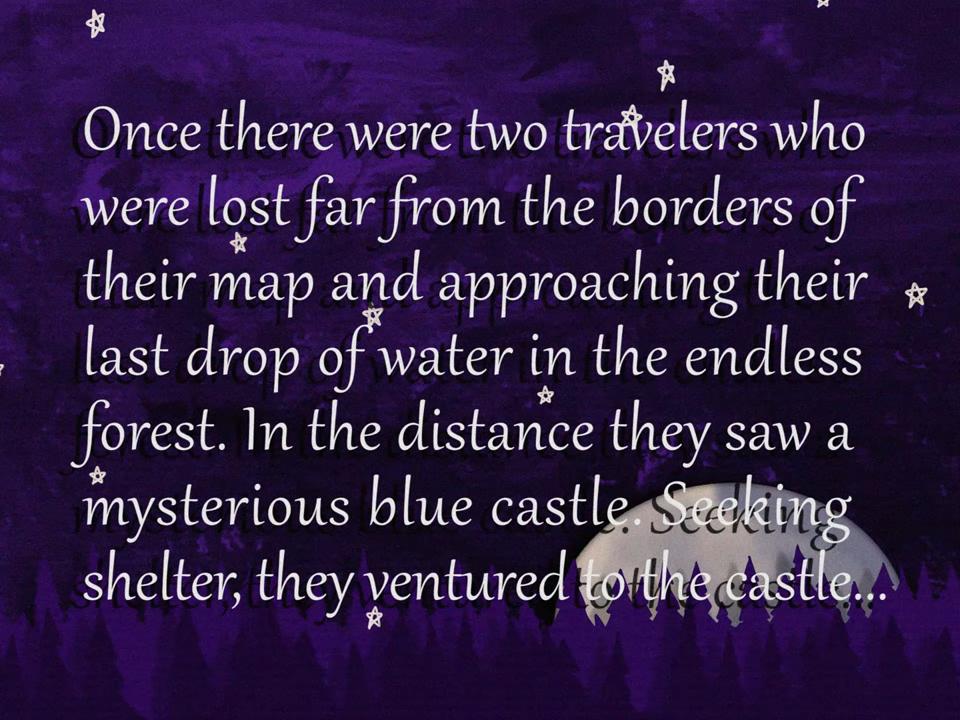 Once there were two travelers who
were lost far from the borders of
their map and approaching their
last drop of water in the endless
forest. In the distance they saw a
mysterious blue castle. Seeking
shelter, they ventured to the castle...